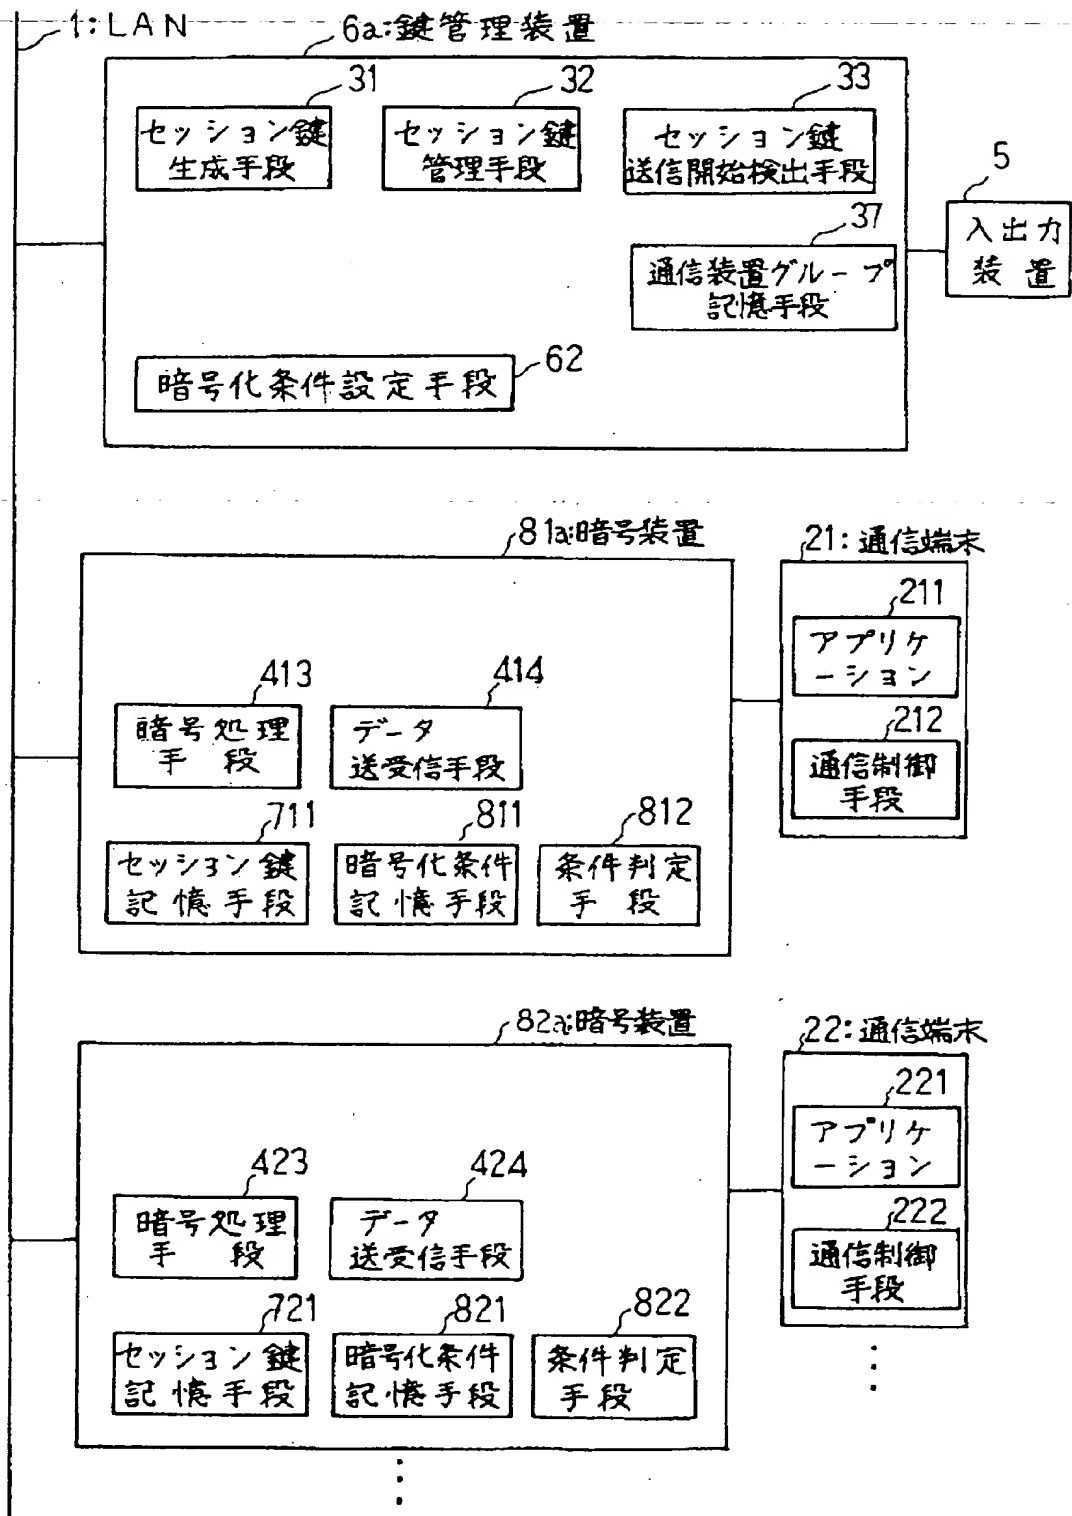 1:LAN
6a:鍵管理装置
31
32
33
セッション鍵
生成手段
セッション鍵
管理手段
セッション鍵
送信開始検出手段
5
入出力
装置
37
通信装置グループ
記憶手段
62
暗号化条件設定手段
81a:暗号装置
21:通信端末
211
アプリケ
ーション
212
通信制御
手段
413
414
暗号処理
手段
データ
送受信手段
711
811
812
セッション鍵
記憶手段
暗号化条件
記憶手段
条件判定
手段
82a:暗号装置
22:通信端末
221
アプリケ
ーション
222
通信制御
手段
423
424
暗号処理
手段
データ
送受信手段
721
821
822
セッション鍵
記憶手段
暗号化条件
記憶手段
条件判定
手段